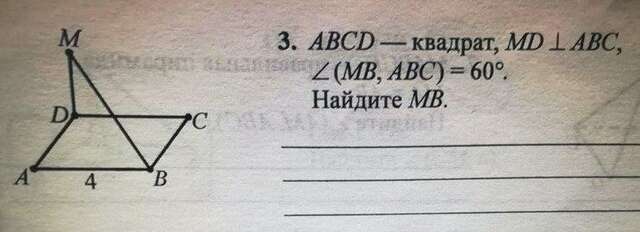 3. ABCD — квадрат, MD ⊥ ABC,
∠(MB, ABC) = 60°.
Найдите MB.
M
D
C
A
4
B